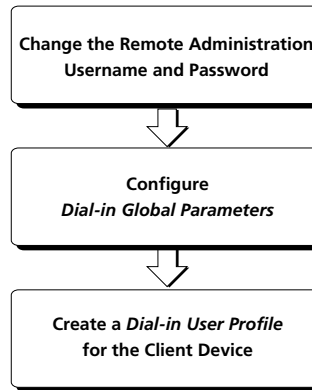 Change the Remote Administration
Username and Password
Configure
Dial-in Global Parameters
Create a Dial-in User Profile
for the Client Device